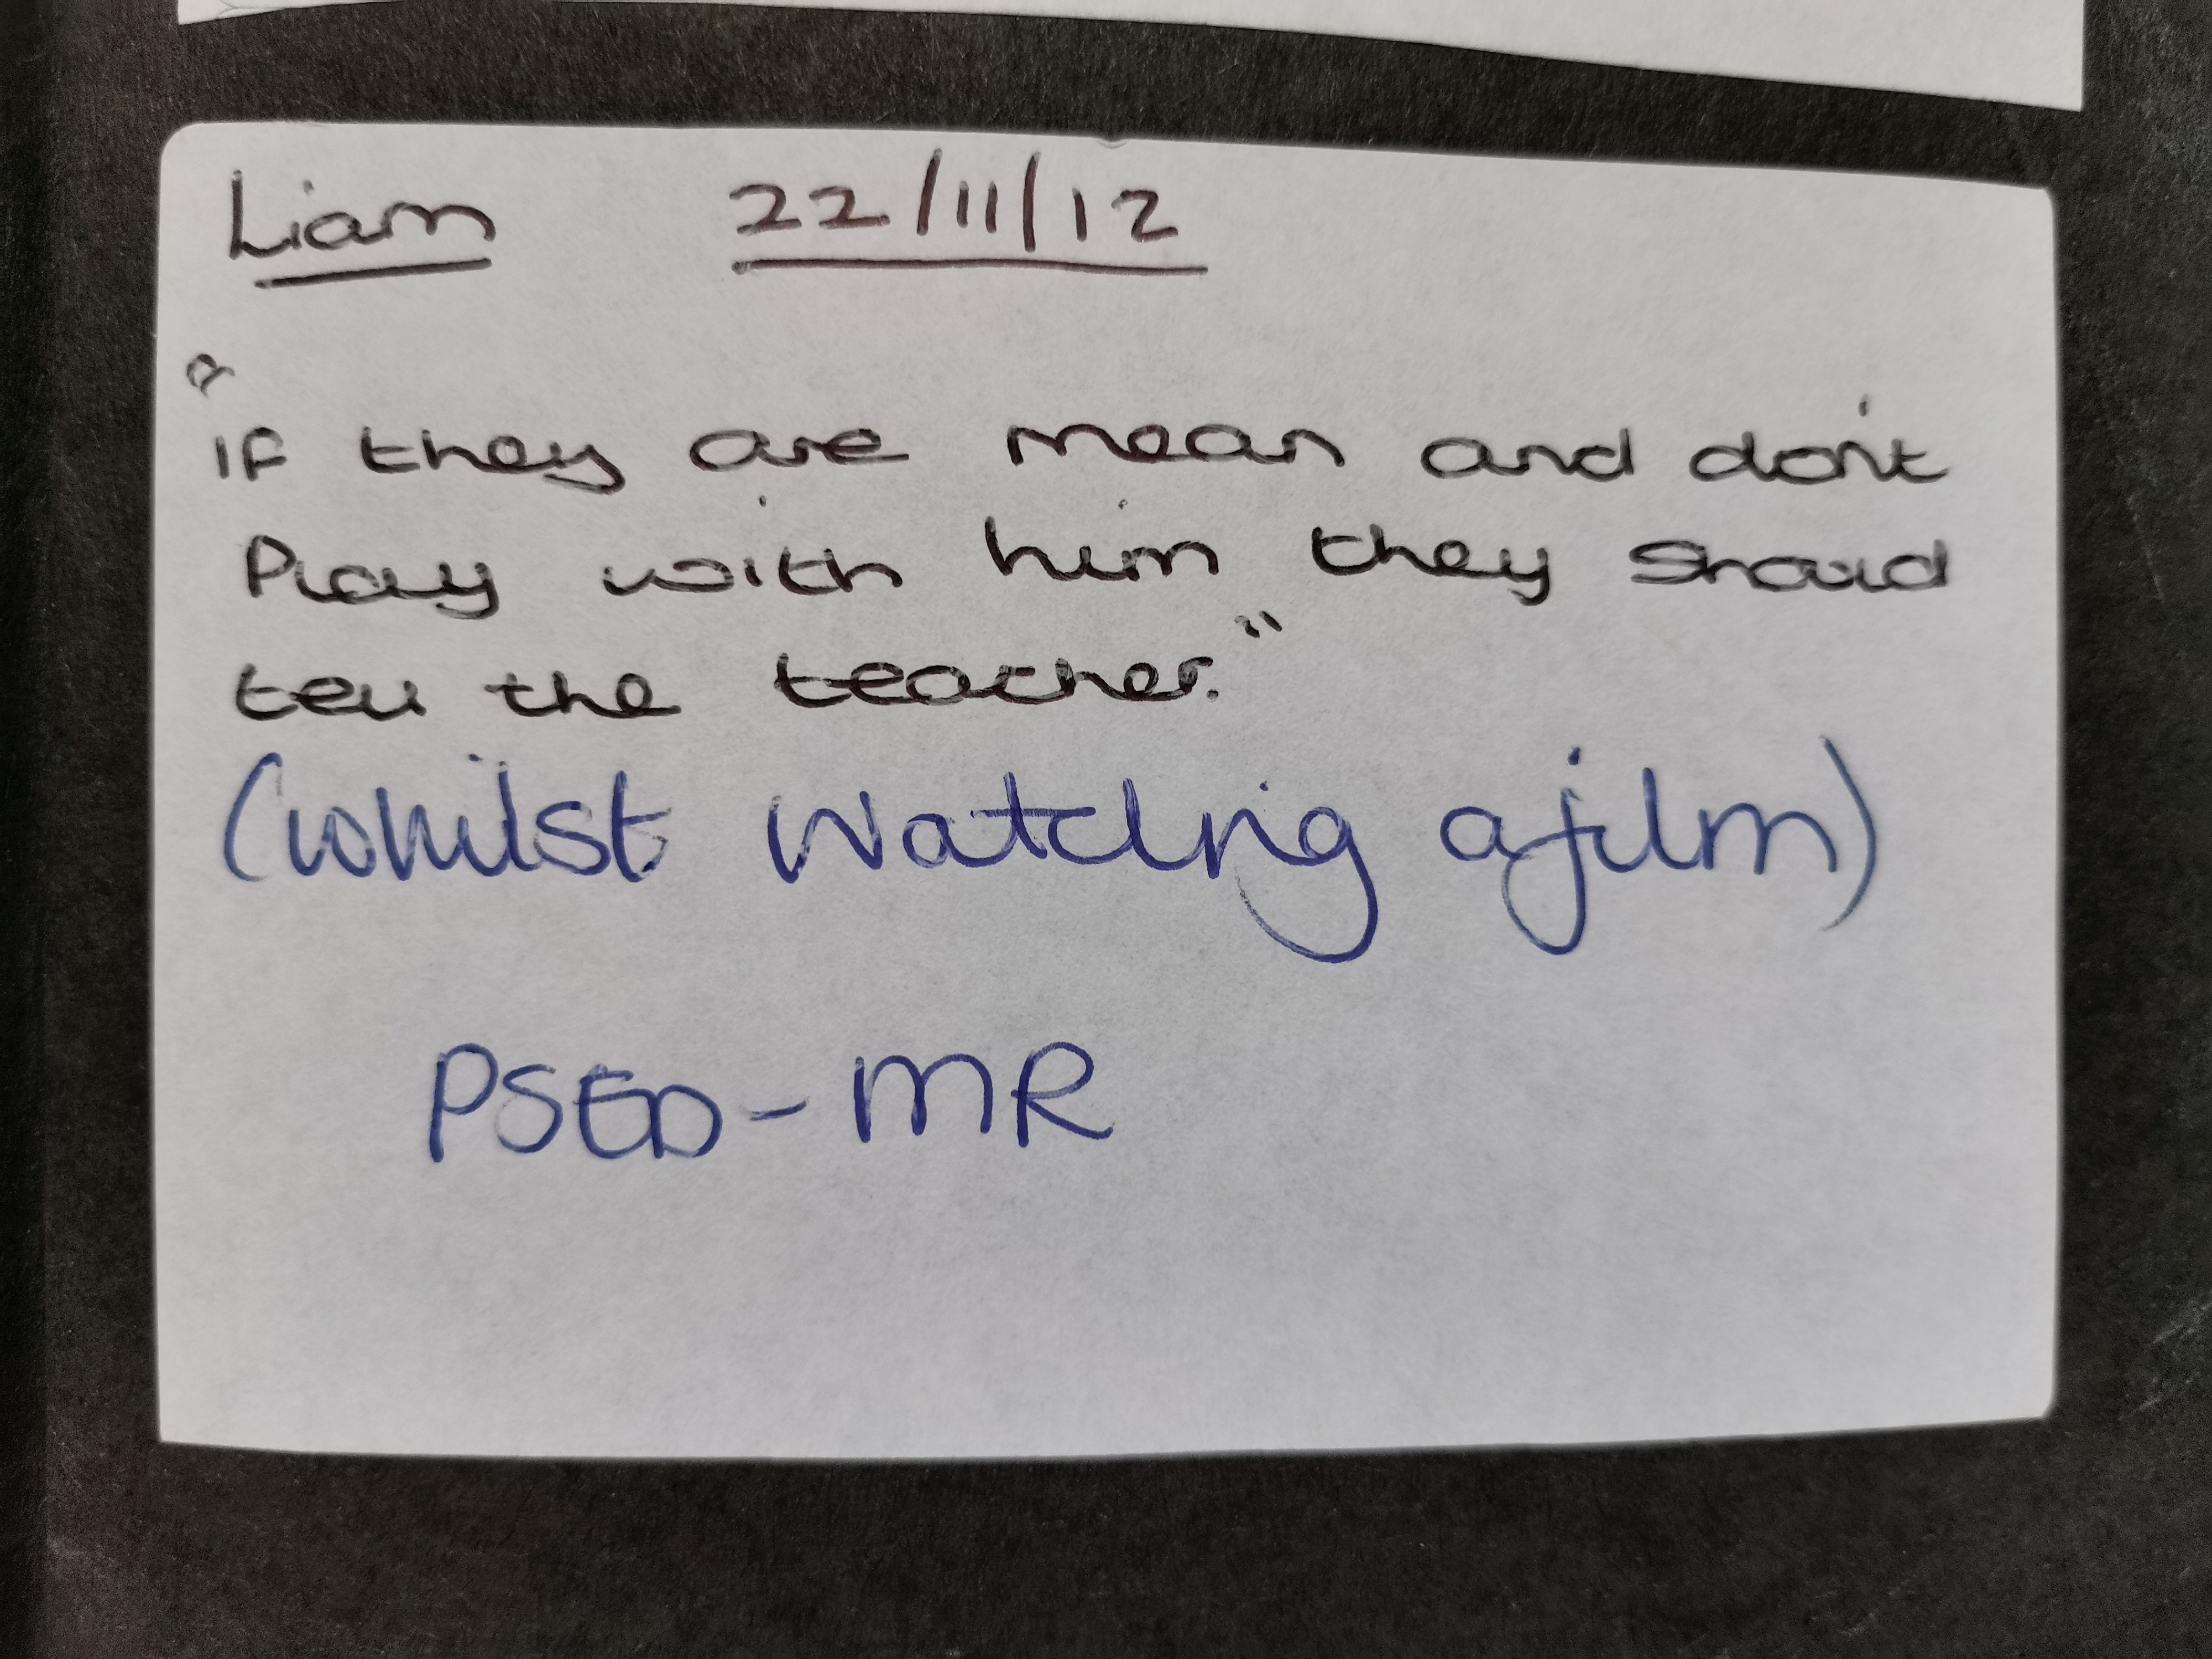 Liam 22/11/12
"if they are mean and don't
Play with him they should
tell the teacher."
(whilst watching a film)
PSED - MR